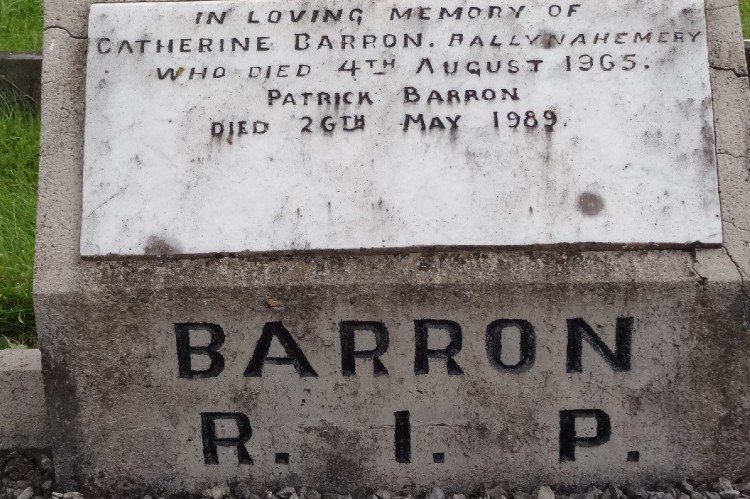 IN LOVING MEMORY OF
CATHERINE BARRON. BALLYNAHEMERY
WHO DIED 4TH AUGUST 1965.
PATRICK BARRON
DIED 26TH MAY 1989.
BARRON
R. I. P.